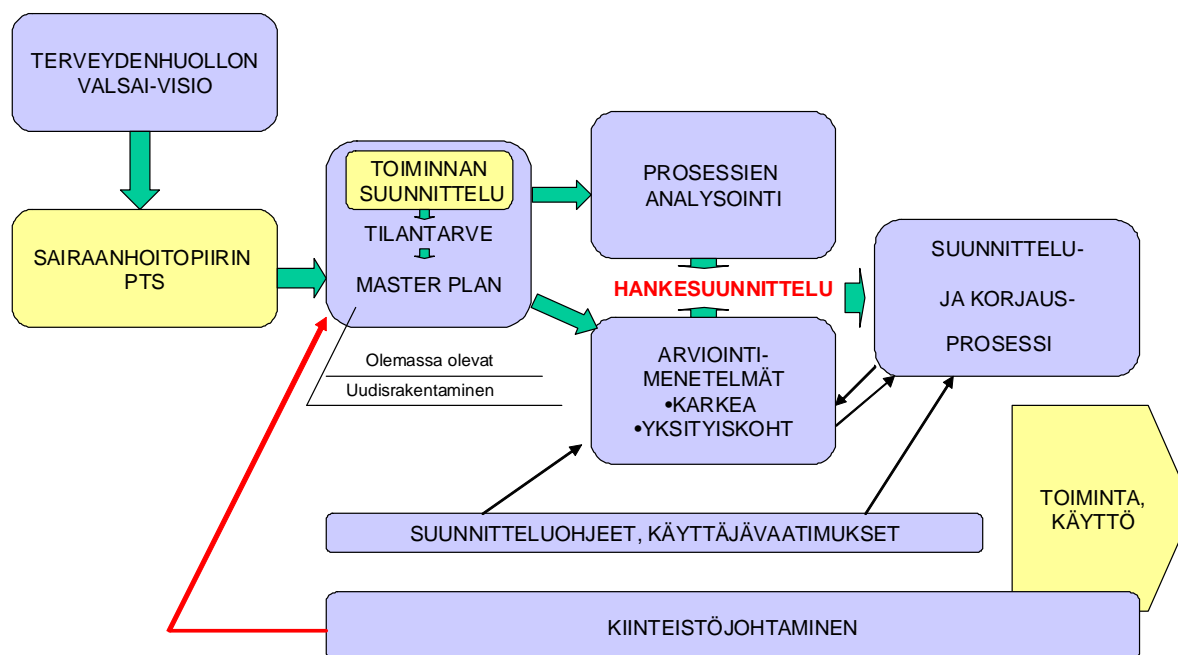 TERVEYDENHUOLLON
VALSAI-VISIO
SAIRAANHOITOPIIRIN
PTS
TOIMINNAN
SUUNNITTELU
TILANTARVE
MASTER PLAN
Olemassa olevat
Uudisrakentaminen
PROSESSIEN
ANALYSOINTI
HANKESUUNNITTELU
ARVIOINTI-
MENETELMÄT
•KARKEA
•YKSITYISKOHT
SUUNNITTELU-
JA KORJAUS-
PROSESSI
SUUNNITTELUOHJEET, KÄYTTÄJÄVAATIMUKSET
TOIMINTA,
KÄYTTÖ
KIINTEISTÖJOHTAMINEN